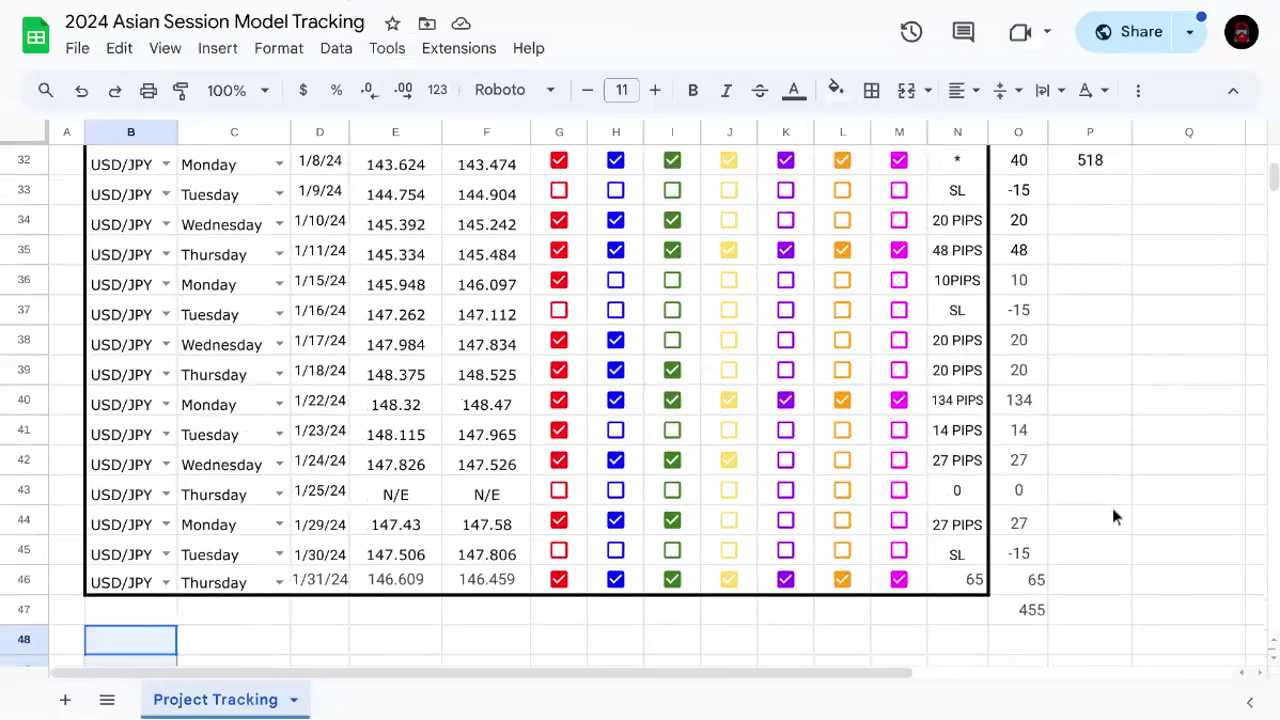 2024 Asian Session Model Tracking
File Edit View Insert Format Data Tools Extensions Help
Share
100% $ % .0 .00 123 Roboto 11 B I S A
A B C D E F G H I J K L M N O P Q
32 USD/JPY Monday 1/8/24 143.624 143.474 * 40 518
33 USD/JPY Tuesday 1/9/24 144.754 144.904 SL -15
34 USD/JPY Wednesday 1/10/24 145.392 145.242 20 PIPS 20
35 USD/JPY Thursday 1/11/24 145.334 145.484 48 PIPS 48
36 USD/JPY Monday 1/15/24 145.948 146.097 10PIPS 10
37 USD/JPY Tuesday 1/16/24 147.262 147.112 SL -15
38 USD/JPY Wednesday 1/17/24 147.984 147.834 20 PIPS 20
39 USD/JPY Thursday 1/18/24 148.375 148.525 20 PIPS 20
40 USD/JPY Monday 1/22/24 148.32 148.47 134 PIPS 134
41 USD/JPY Tuesday 1/23/24 148.115 147.965 14 PIPS 14
42 USD/JPY Wednesday 1/24/24 147.826 147.526 27 PIPS 27
43 USD/JPY Thursday 1/25/24 N/E N/E 0 0
44 USD/JPY Monday 1/29/24 147.43 147.58 27 PIPS 27
45 USD/JPY Tuesday 1/30/24 147.506 147.806 SL -15
46 USD/JPY Thursday 1/31/24 146.609 146.459 65 65
47 455
48
Project Tracking